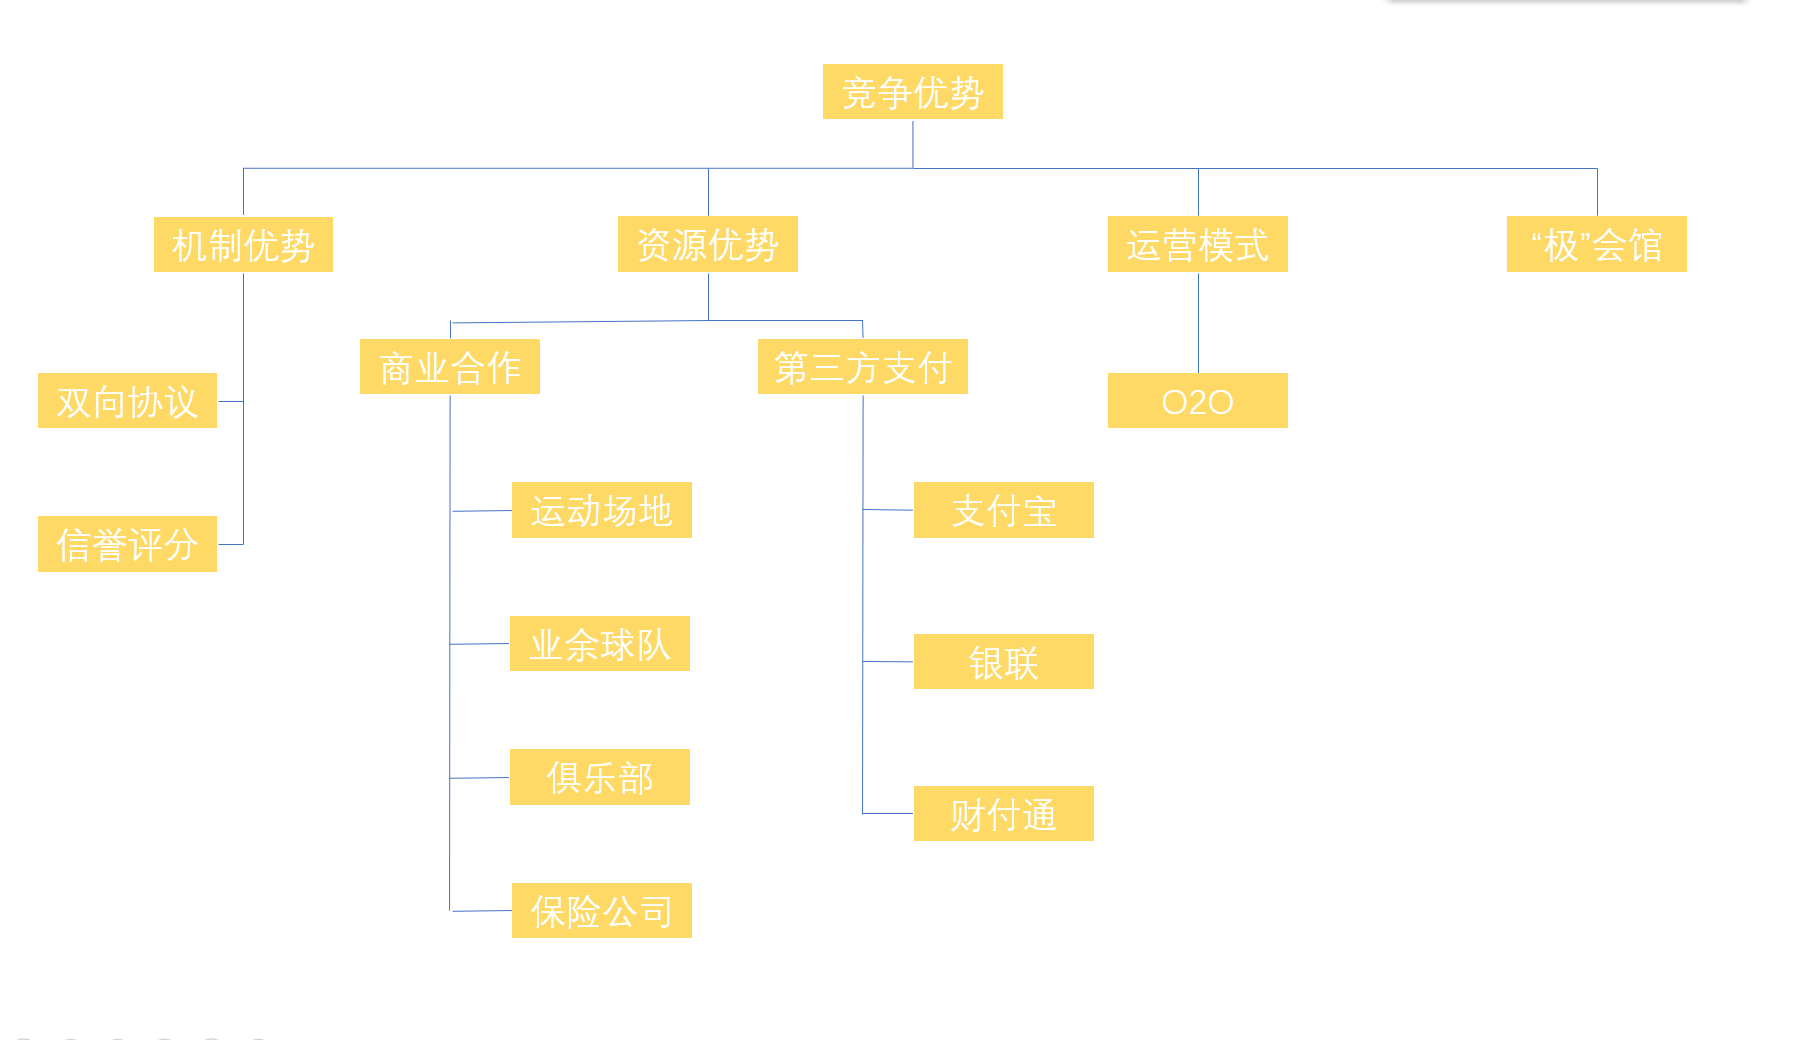 竞争优势
机制优势
资源优势
运营模式
“极”会馆
商业合作
第三方支付
双向协议
O2O
运动场地
支付宝
信誉评分
业余球队
银联
俱乐部
财付通
保险公司